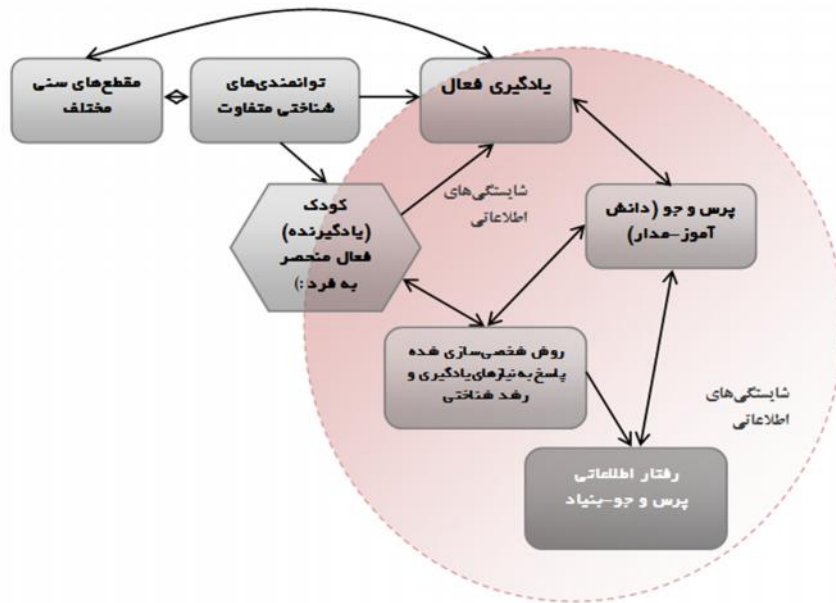 مقطع‌های سنی
مختلف
توانمندی‌های
شناختی متفاوت
یادگیری فعال
شایستگی‌های
اطلاعاتی
کودک
(یادگیرنده)
فعال منحصر
به فرد :)
پرس و جو (دانش
آموز-مدار)
روش شخصی‌سازی شده
پاسخ به نیازهای یادگیری و
رشد شناختی
شایستگی‌های
اطلاعاتی
رفتار اطلاعاتی
پرس و جو-بنیاد